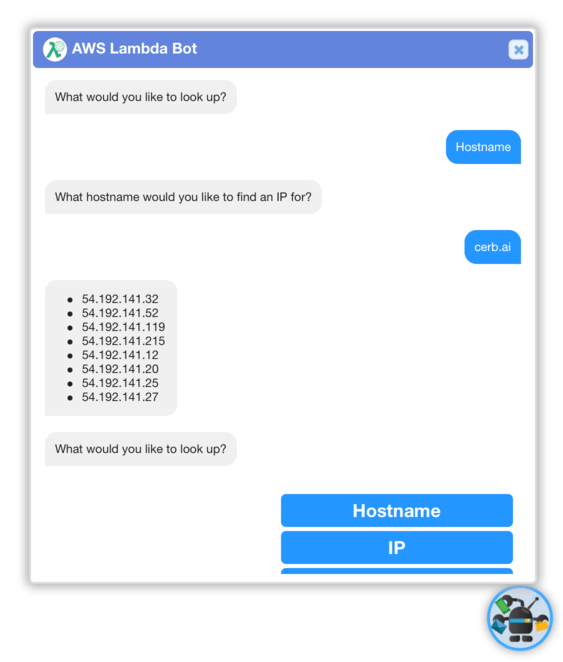 AWS Lambda Bot
What would you like to look up?
Hostname
What hostname would you like to find an IP for?
cerb.ai
54.192.141.32
54.192.141.52
54.192.141.119
54.192.141.215
54.192.141.12
54.192.141.20
54.192.141.25
54.192.141.27
What would you like to look up?
Hostname
IP